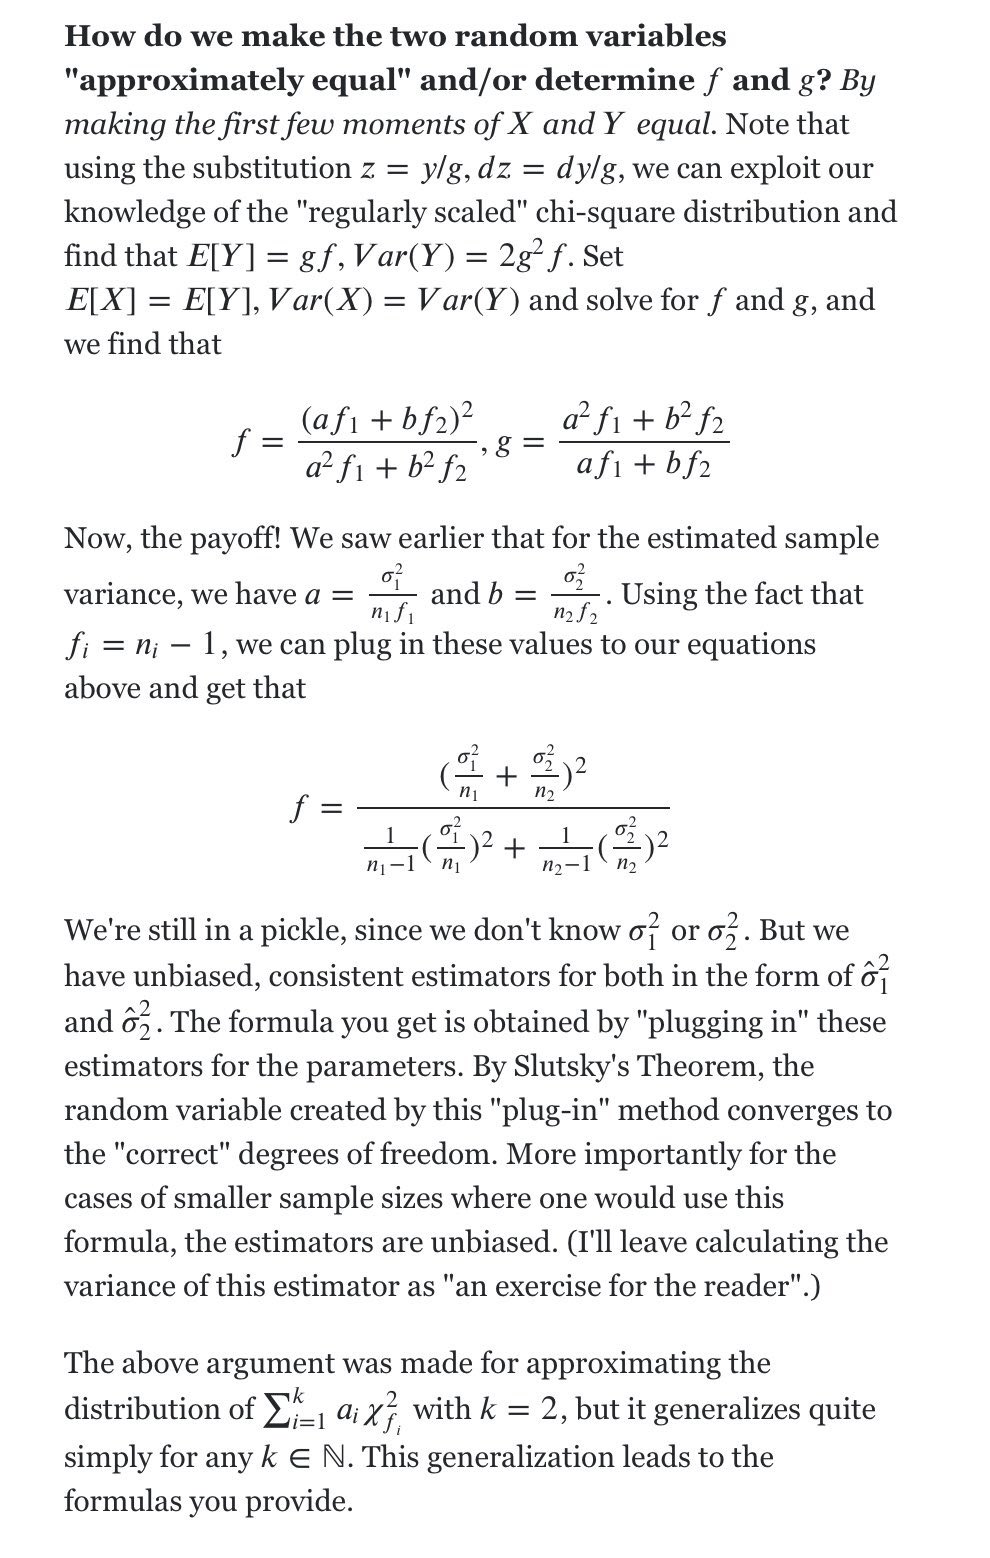 How do we make the two random variables
"approximately equal" and/or determine f and g? By
making the first few moments of X and Y equal. Note that
using the substitution z = y/g, dz = dy/g, we can exploit our
knowledge of the "regularly scaled" chi-square distribution and
find that E[Y] = gf, Var(Y) = 2g²f. Set
E[X] = E[Y], Var(X) = Var(Y) and solve for f and g, and
we find that
f = \frac{(af_1 + bf_2)^2}{a^2 f_1 + b^2 f_2}, g = \frac{a^2 f_1 + b^2 f_2}{af_1 + bf_2}
Now, the payoff! We saw earlier that for the estimated sample
variance, we have a = \frac{\sigma_1^2}{n_1 f_1} and b = \frac{\sigma_2^2}{n_2 f_2}. Using the fact that
f_i = n_i − 1, we can plug in these values to our equations
above and get that
f = \frac{(\frac{\sigma_1^2}{n_1} + \frac{\sigma_2^2}{n_2})^2}{\frac{1}{n_1−1}(\frac{\sigma_1^2}{n_1})^2 + \frac{1}{n_2−1}(\frac{\sigma_2^2}{n_2})^2}
We're still in a pickle, since we don't know \sigma_1^2 or \sigma_2^2. But we
have unbiased, consistent estimators for both in the form of \hat{\sigma}_1^2
and \hat{\sigma}_2^2. The formula you get is obtained by "plugging in" these
estimators for the parameters. By Slutsky's Theorem, the
random variable created by this "plug-in" method converges to
the "correct" degrees of freedom. More importantly for the
cases of smaller sample sizes where one would use this
formula, the estimators are unbiased. (I'll leave calculating the
variance of this estimator as "an exercise for the reader".)
The above argument was made for approximating the
distribution of \sum_{i=1}^k a_i \chi_{f_i}^2 with k = 2, but it generalizes quite
simply for any k ∈ ℕ. This generalization leads to the
formulas you provide.